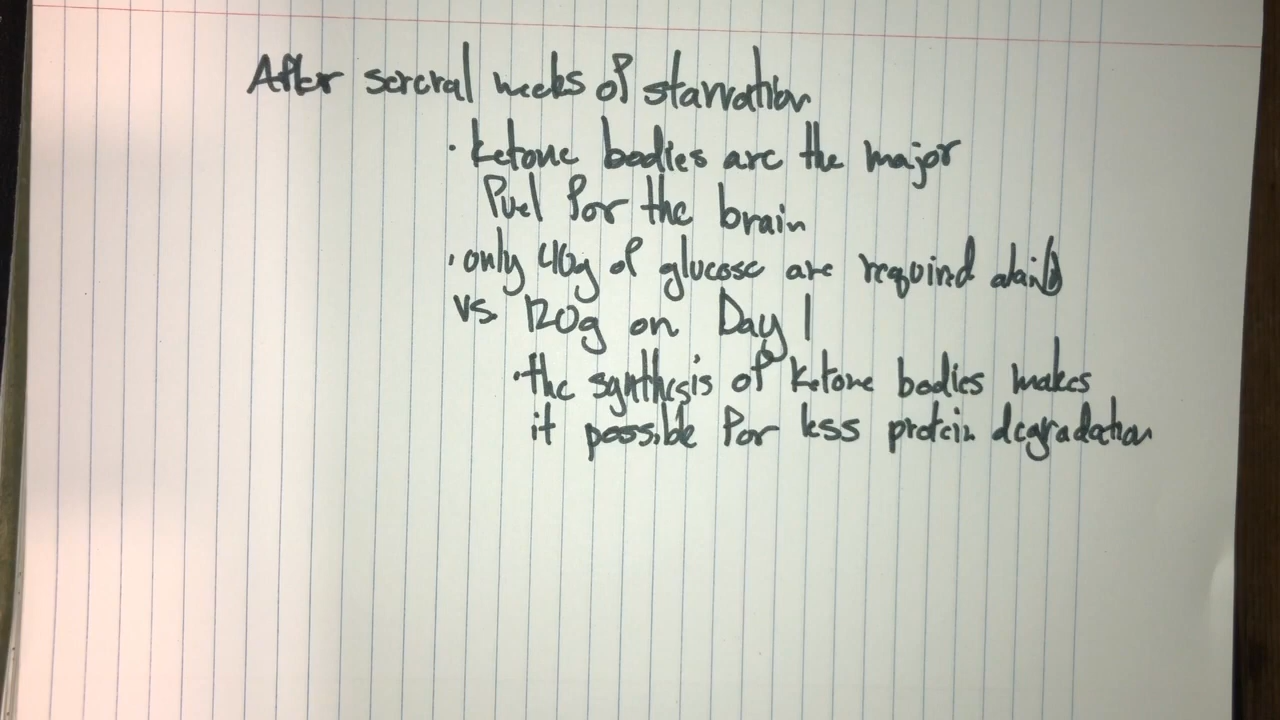 After several weeks of starvation
· ketone bodies are the major
fuel for the brain
· only 40g of glucose are required
vs. 120g on Day 1
· the synthesis of ketone bodies makes
it possible for less protein degradation